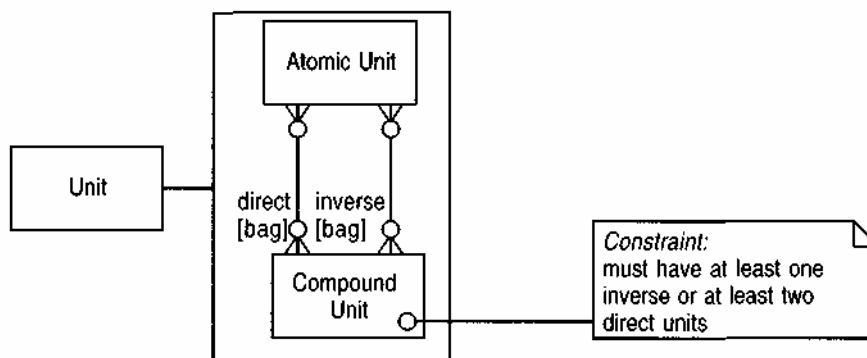 Atomic Unit
Unit
direct inverse
[bag] [bag]
Constraint:
must have at least one
inverse or at least two
direct units
Compound
Unit